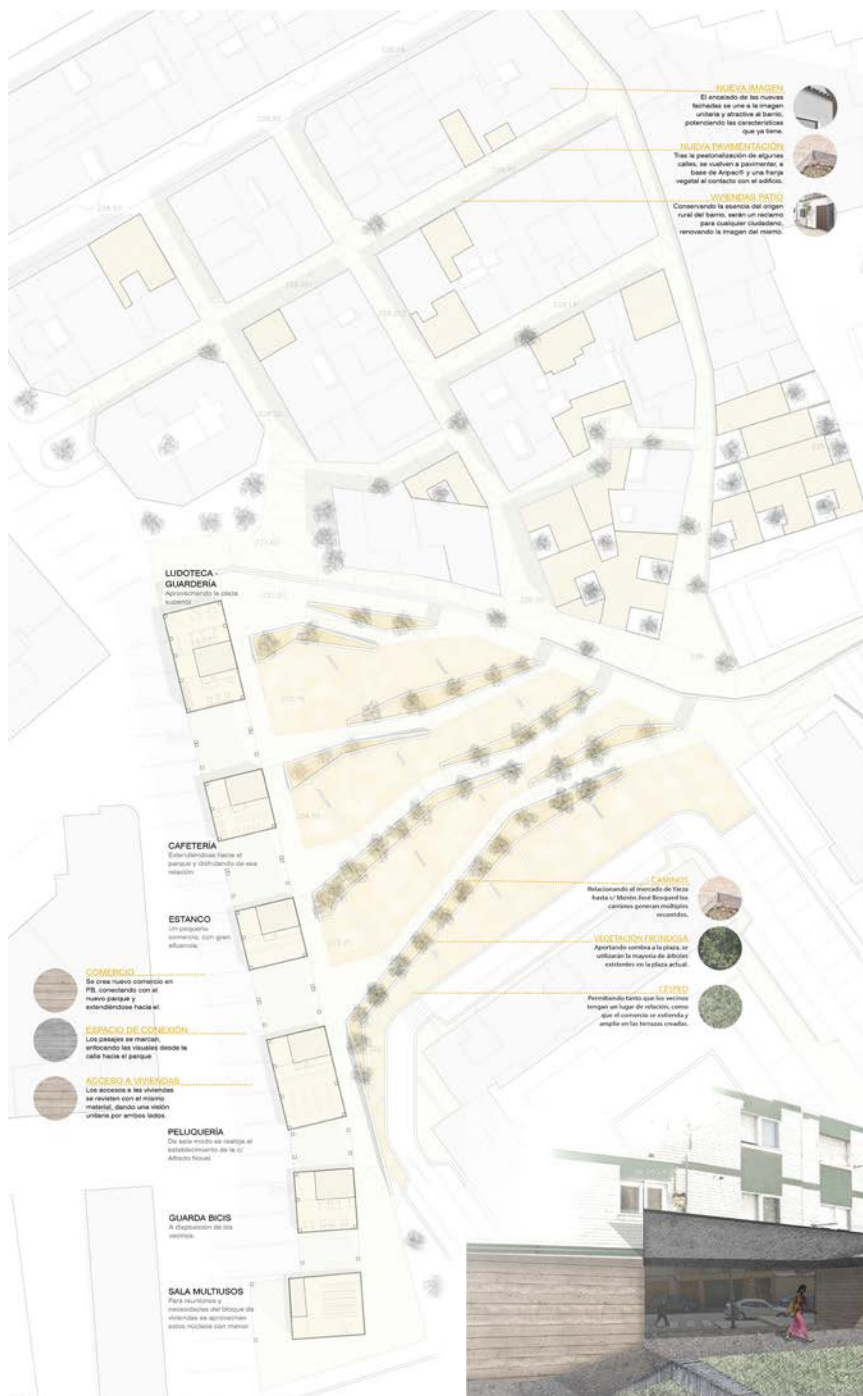 NUEVA IMAGEN
El encalado de las nuevas
fachadas se une a la imagen
unitaria y atractiva al barrio,
potenciando las características
que ya tiene.
NUEVA PAVIMENTACIÓN
Tras la peatonalización de algunas
calles, se vuelven a pavimentar, a
base de Aripaq® y una franja
vegetal al contacto con el edificio.
VIVIENDAS PATIO
Conservando la esencia del origen
rural del barrio, serán un reclamo
para cualquier ciudadano,
renovando la imagen del mismo.
LUDOTECA -
GUARDERÍA
Aprovechando la plaza
superior.
CAFETERÍA
Extendiéndose hacia el
parque y disfrutando de esa
relación
ESTANCO
Un pequeño
comercio, con gran
afluencia.
COMERCIO
Se crea nuevo comercio en
PB, conectando con el
nuevo parque y
extendiéndose hacia el.
ESPACIO DE CONEXIÓN
Los pasajes se marcan,
enfocando las visuales desde la
calle hacia el parque
ACCESO A VIVIENDAS
Los accesos a las viviendas
se revisten con el mismo
material, dando una visión
unitaria por ambos lados.
PELUQUERÍA
De este modo se realoja el
establecimiento de la c/
Alfredo
GUARDA BICIS
A disposición de los
vecinos.
SALA MULTIUSOS
Para reuniones y
necesidades del bloque de
viviendas se aprovechan
estos núcleos con menor
CAMINOS
Relacionando el mercado de Yarza
hasta c/ Mosén José Bosqued los
caminos generan múltiples
recorridos.
VEGETACIÓN FRONDOSA
Aportando sombra a la plaza, se
utilizarán la mayoría de árboles
existentes en la plaza actual.
CÉSPED
Permitiendo tanto que los vecinos
tengan un lugar de relación, como
que el comercio se extienda y
amplíe en las terrazas creadas.